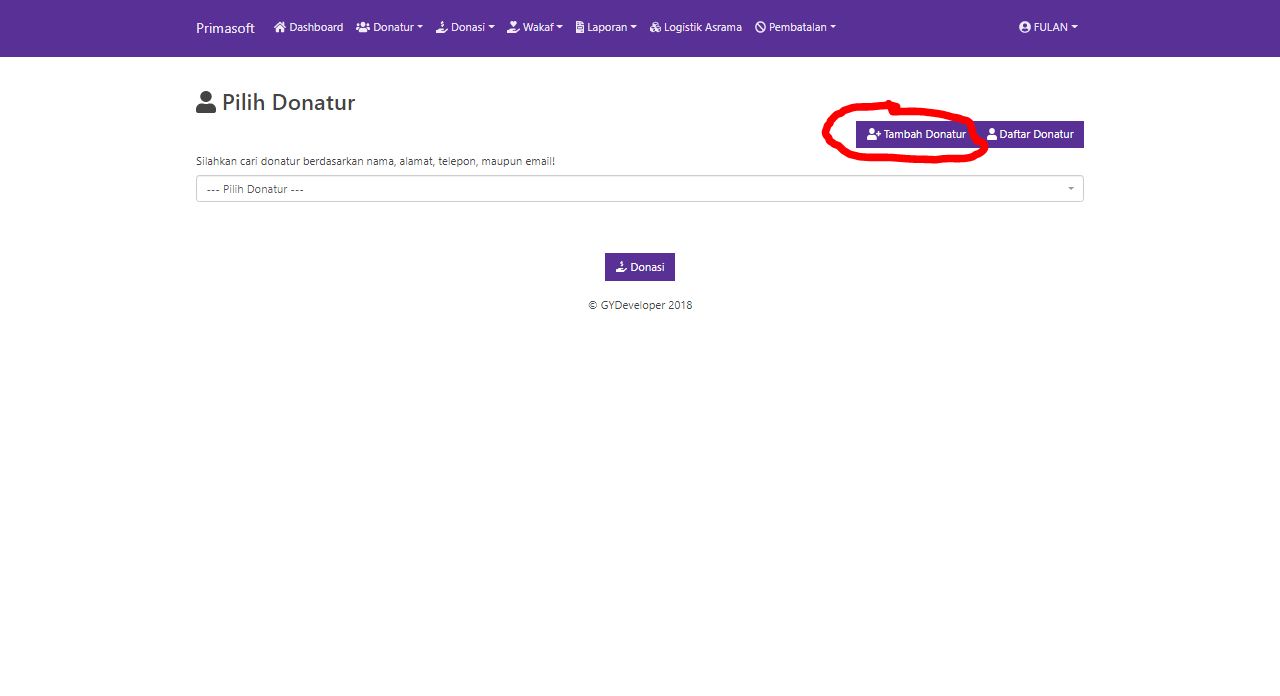 Primasoft Dashboard Donatur Donasi Wakaf Laporan Logistik Asrama Pembatalan FULAN
Pilih Donatur
Tambah Donatur Daftar Donatur
Silahkan cari donatur berdasarkan nama, alamat, telepon, maupun email!
--- Pilih Donatur ---
Donasi
© GYDeveloper 2018